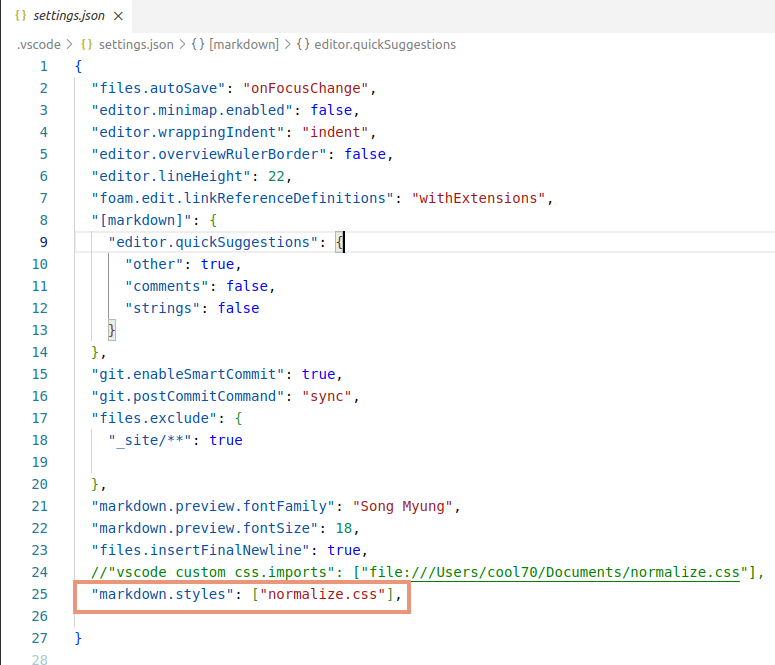 settings.json ×
.vscode > {} settings.json > {} [markdown] > {} editor.quickSuggestions
1 {
2 "files.autoSave": "onFocusChange",
3 "editor.minimap.enabled": false,
4 "editor.wrappingIndent": "indent",
5 "editor.overviewRulerBorder": false,
6 "editor.lineHeight": 22,
7 "foam.edit.linkReferenceDefinitions": "withExtensions",
8 "[markdown]": {
9 "editor.quickSuggestions": {
10 "other": true,
11 "comments": false,
12 "strings": false
13 }
14 },
15 "git.enableSmartCommit": true,
16 "git.postCommitCommand": "sync",
17 "files.exclude": {
18 "_site/**": true
19
20 },
21 "markdown.preview.fontFamily": "Song Myung",
22 "markdown.preview.fontSize": 18,
23 "files.insertFinalNewline": true,
24 //"vscode_custom_css.imports": ["file:///Users/cool70/Documents/normalize.css"],
25 "markdown.styles": ["normalize.css"],
26
27 }
28